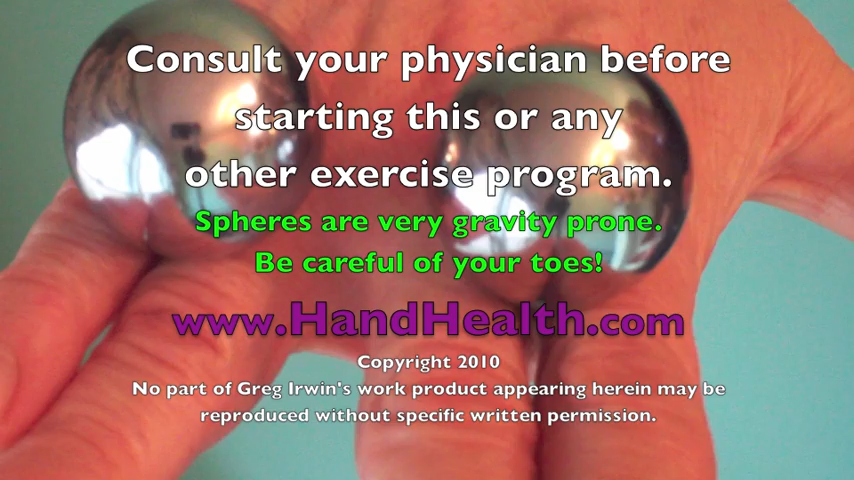 Consult your physician before
starting this or any
other exercise program.
Spheres are very gravity prone.
Be careful of your toes!
www.HandHealth.com
Copyright 2010
No part of Greg Irwin's work product appearing herein may be
reproduced without specific written permission.